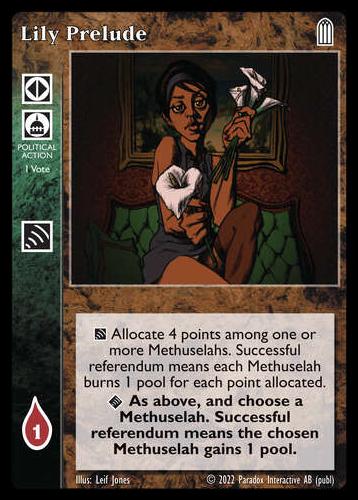 Lily Prelude
POLITICAL
ACTION
1 Vote
Allocate 4 points among one or
more Methuselahs. Successful
referendum means each Methuselah
burns 1 pool for each point allocated.
As above, and choose a
Methuselah. Successful
referendum means the chosen
Methuselah gains 1 pool.
1
Illus: Leif Jones © 2022 Paradox Interactive AB (publ)